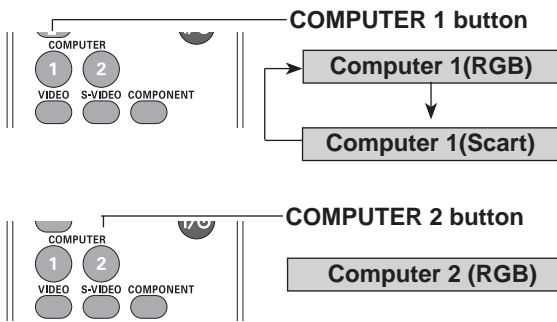 COMPUTER 1 button
COMPUTER
1 2
VIDEO S-VIDEO COMPONENT
Computer 1(RGB)
Computer 1(Scart)
COMPUTER 2 button
COMPUTER
1 2
VIDEO S-VIDEO COMPONENT
Computer 2 (RGB)